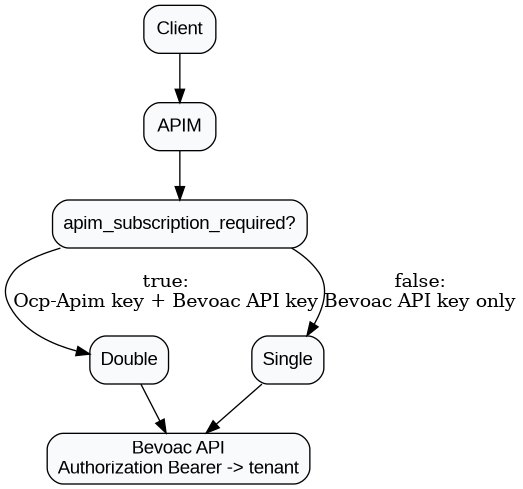 Client
APIM
apim_subscription_required?
true:
Ocp-Apim key + Bevoac API key
false:
Bevoac API key only
Double
Single
Bevoac API
Authorization Bearer -> tenant